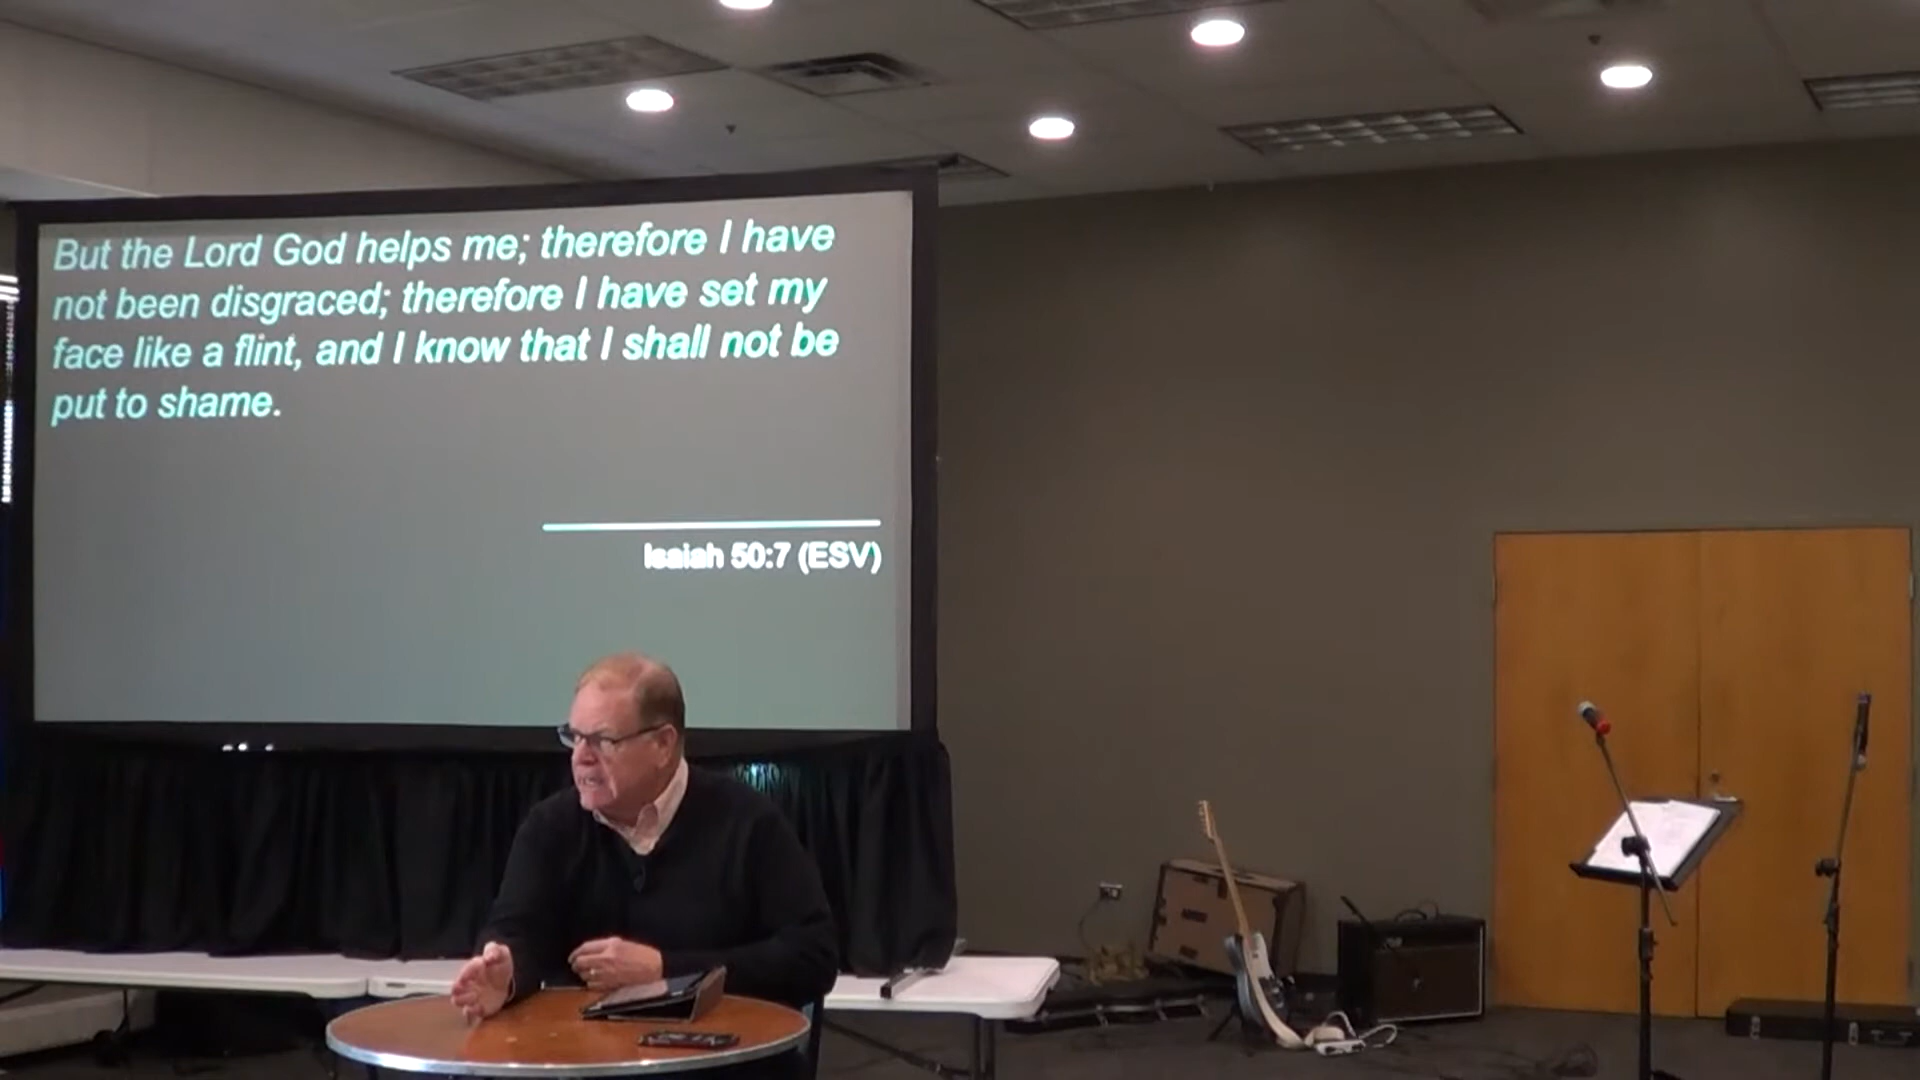 But the Lord God helps me; therefore I have
not been disgraced; therefore I have set my
face like a flint, and I know that I shall not be
put to shame.
Isaiah 50:7 (ESV)